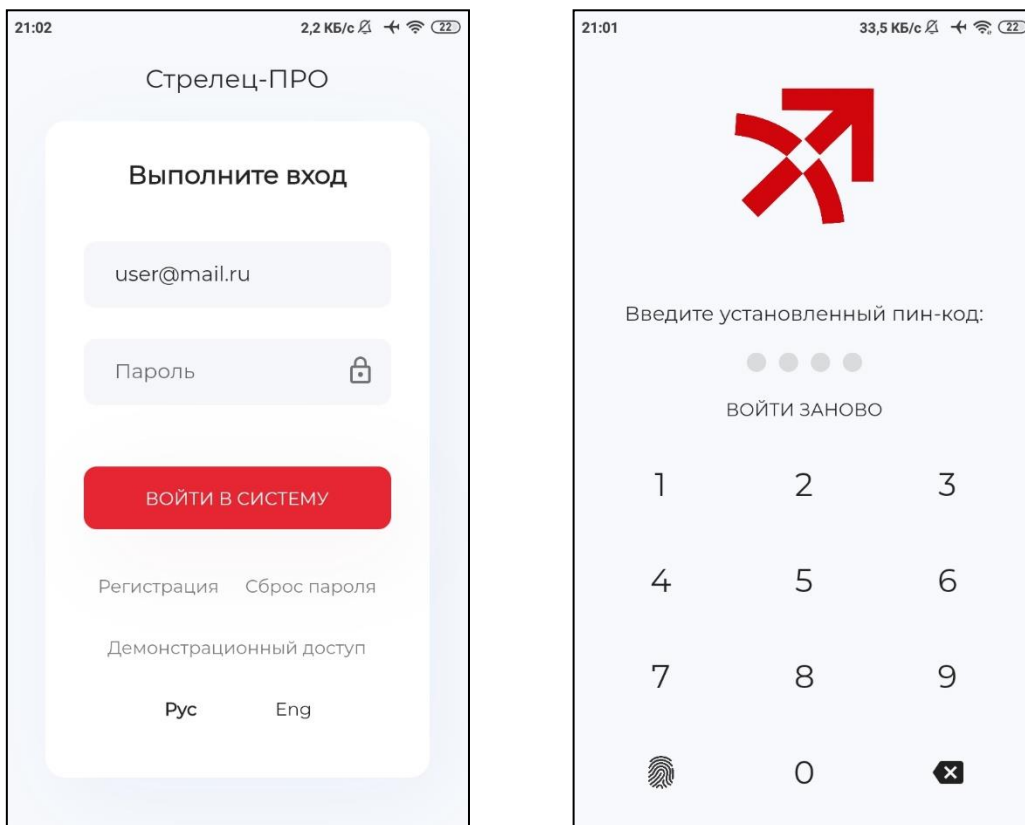 21:02 2,2 КБ/с 22
Стрелец-ПРО
Выполните вход
user@mail.ru
Пароль
ВОЙТИ В СИСТЕМУ
Регистрация Сброс пароля
Демонстрационный доступ
Рус Eng
21:01 33,5 КБ/с 22
Введите установленный пин-код:
ВОЙТИ ЗАНОВО
1 2 3
4 5 6
7 8 9
0